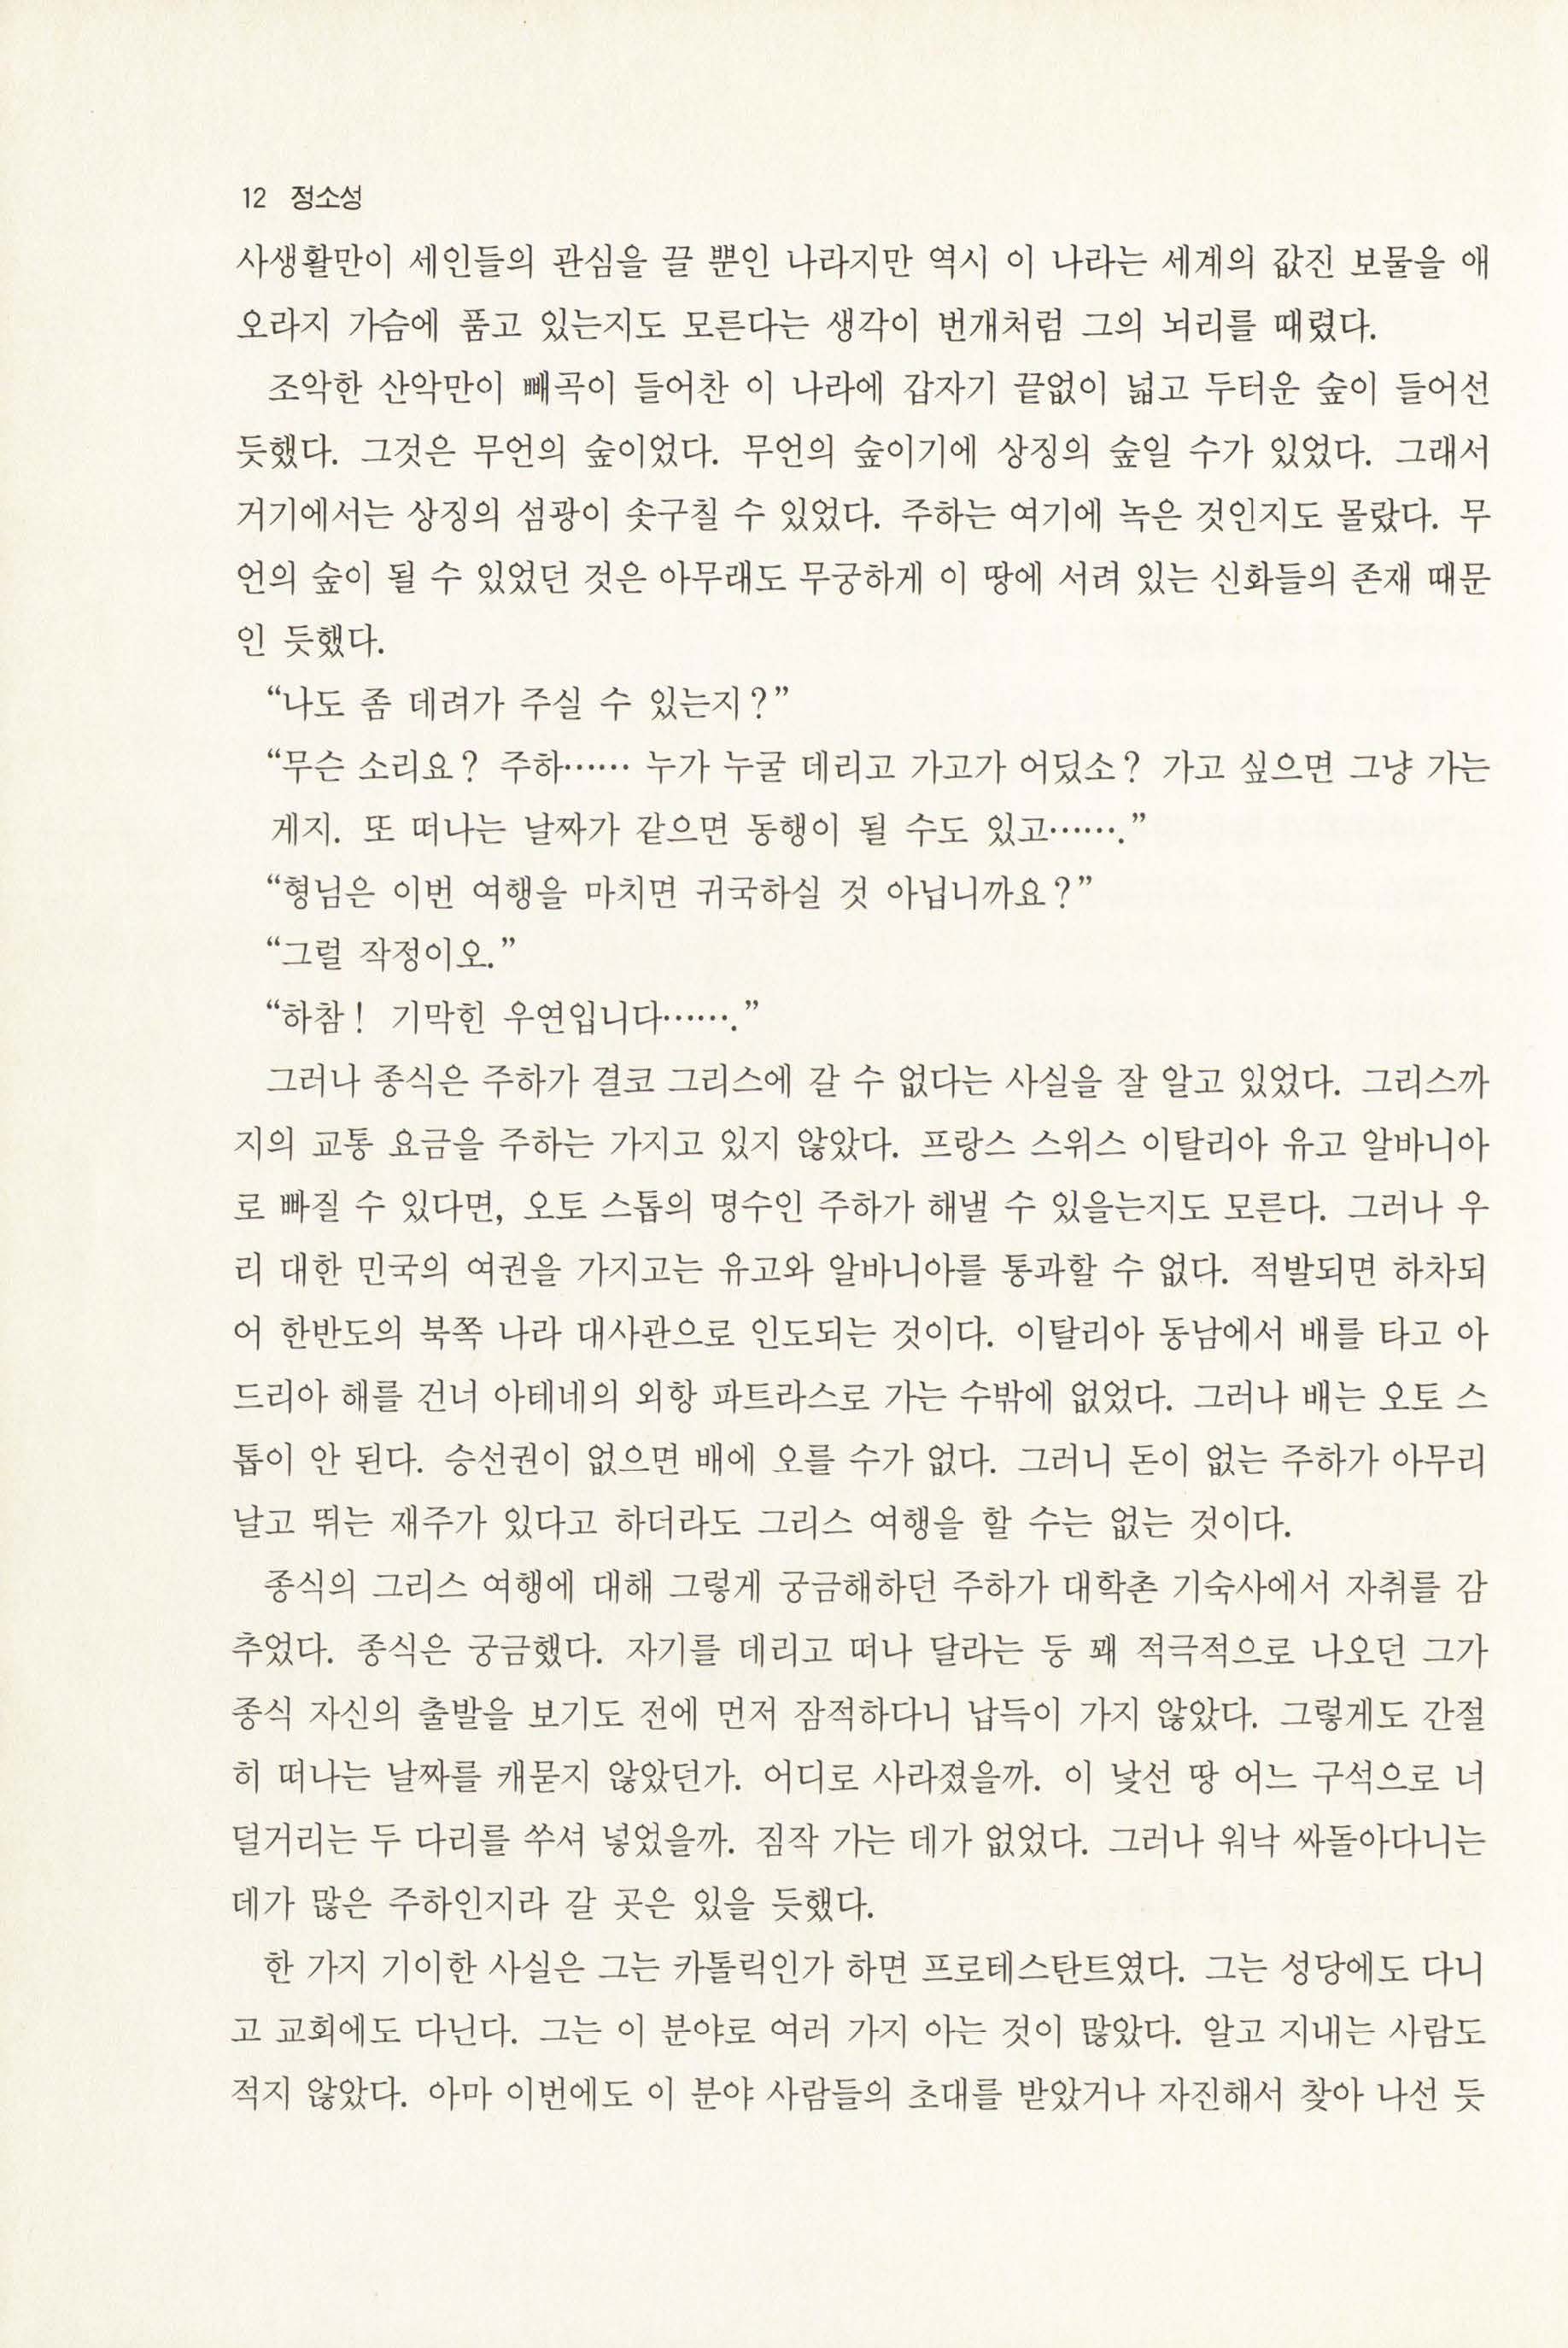 12 정소성
사생활만이 세인들의 관심을 끌 뿐인 나라지만 역시 이 나라는 세계의 값진 보물을 애
오라지 가슴에 품고 있는지도 모른다는 생각이 번개처럼 그의 뇌리를 때렸다.
조악한 산악만이 빼곡이 들어찬 이 나라에 갑자기 끝없이 넓고 두터운 숲이 들어선
듯했다. 그것은 무언의 숲이었다. 무언의 숲이기에 상징의 숲일 수가 있었다. 그래서
거기에서는 상징의 섬광이 솟구칠 수 있었다. 주하는 여기에 녹은 것인지도 몰랐다. 무
언의 숲이 될 수 있었던 것은 아무래도 무궁하게 이 땅에 서려 있는 신화들의 존재 때문
인 듯했다.
“나도 좀 데려가 주실 수 있는지?”
“무슨 소리요? 주하…… 누가 누굴 데리고 가고가 어딨소? 가고 싶으면 그냥 가는
게지. 또 떠나는 날짜가 같으면 동행이 될 수도 있고…….”
“형님은 이번 여행을 마치면 귀국하실 것 아닙니까요?”
“그럴 작정이오.”
“하참! 기막힌 우연입니다…….”
그러나 종식은 주하가 결코 그리스에 갈 수 없다는 사실을 잘 알고 있었다. 그리스까
지의 교통 요금을 주하는 가지고 있지 않았다. 프랑스 스위스 이탈리아 유고 알바니아
로 빠질 수 있다면, 오토 스톱의 명수인 주하가 해낼 수 있을는지도 모른다. 그러나 우
리 대한 민국의 여권을 가지고는 유고와 알바니아를 통과할 수 없다. 적발되면 하차되
어 한반도의 북쪽 나라 대사관으로 인도되는 것이다. 이탈리아 동남에서 배를 타고 아
드리아 해를 건너 아테네의 외항 파트라스로 가는 수밖에 없었다. 그러나 배는 오토 스
톱이 안 된다. 승선권이 없으면 배에 오를 수가 없다. 그러니 돈이 없는 주하가 아무리
날고 뛰는 재주가 있다고 하더라도 그리스 여행을 할 수는 없는 것이다.
종식의 그리스 여행에 대해 그렇게 궁금해하던 주하가 대학촌 기숙사에서 자취를 감
추었다. 종식은 궁금했다. 자기를 데리고 떠나 달라는 둥 꽤 적극적으로 나오던 그가
종식 자신의 출발을 보기도 전에 먼저 잠적하다니 납득이 가지 않았다. 그렇게도 간절
히 떠나는 날짜를 캐묻지 않았던가. 어디로 사라졌을까. 이 낯선 땅 어느 구석으로 너
덜거리는 두 다리를 쑤셔 넣었을까. 짐작 가는 데가 없었다. 그러나 워낙 싸돌아다니는
데가 많은 주하인지라 갈 곳은 있을 듯했다.
한 가지 기이한 사실은 그는 카톨릭인가 하면 프로테스탄트였다. 그는 성당에도 다니
고 교회에도 다닌다. 그는 이 분야로 여러 가지 아는 것이 많았다. 알고 지내는 사람도
적지 않았다. 아마 이번에도 이 분야 사람들의 초대를 받았거나 자진해서 찾아 나선 듯